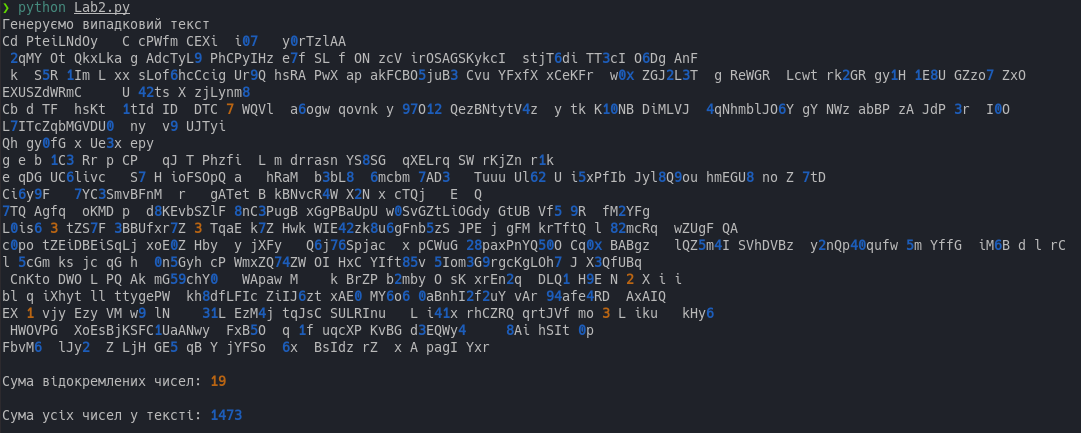 ❯ python Lab2.py
Генеруємо випадковий текст
Cd PteiLNdOy   C cPWfm CEXi  i07   y0rTzlAA
 2qMY Ot QkxLka g AdcTyL9 PhCPyIHz e7f SL f ON zcV irOSAGSKykcI  stjT6di TT3cI O6Dg AnF
 k  S5R 1Im L xx sLof6hcCcig Ur9Q hsRA PwX ap akFCBO5juB3 Cvu YFxfX xCeKFr  w0x ZGJ2L3T  g ReWGR  Lcwt rk2GR gy1H 1E8U GZzo7 ZxO
EXUSZdWRmC     U 42ts X zjLynm8
Cb d TF  hsKt  1tId ID  DTC 7 WQVl  a6ogw qovnk y 97O12 QezBNtytV4z  y tk K10NB DiMLVJ  4qNhmblJO6Y gY NWz abBP zA JdP 3r  I0O
L7ITcZqbMGVDU0  ny  v9 UJTyi
Qh gy0fG x Ue3x epy
g e b 1C3 Rr p CP   qJ T Phzfi  L m drrasn YS8SG  qXELrq SW rKjZn r1k
e qDG UC6livc   S7 H ioFSOpQ a   hRaM  b3bL8  6mcbm 7AD3   Tuuu Ul62 U i5xPfIb Jyl8Q9ou hmEGU8 no Z 7tD
Ci6y9F   7YC3SmvBFnM  r   gATet B kBNvcR4W X2N x cTQj   E  Q
7TQ Agfq  oKMD p  d8KEvbSZlF 8nC3PugB xGgPBaUpU w0SvGZtLiOGdy GtUB Vf5 9R  fM2YFg
L0is6 3 tZS7F 3BBUfxr7Z 3 TqaE k7Z Hwk WIE42zk8u6gFnb5zS JPE j gFM krTftQ l 82mcRq  wZUgF QA
c0po tZEiDBEiSqLj xoE0Z Hby  y jXFy   Q6j76Spjac  x pCWuG 28paxPnYQ50O Cq0x BABgz   lQZ5m4I SVhDVBz  y2nQp40qufw 5m YffG  iM6B d l rC
l 5cGm ks jc qG h  0n5Gyh cP WmxZQ74ZW OI HxC YIft85v 5Iom3G9rgcKgLOh7 J X3QfUBq
 CnKto DWO L PQ Ak mG59chY0   WApaw M    k BrZP b2mby O sK xrEn2q  DLQ1 H9E N 2 X i i
bl q iXhyt ll ttygePW  kh8dfLFIc ZiIJ6zt xAE0 MY6o6 0aBnhI2f2uY vAr 94afe4RD  AxAIQ
EX 1 vjy Ezy VM w9 lN    31L EzM4j tqJsC SULRInu   L i41x rhCZRQ qrtJVf mo 3 L iku   kHy6
 HWOVPG  XoEsBjKSFC1UaANwy  FxB5O  q 1f uqcXP KvBG d3EQWy4     8Ai hSIt 0p
FbvM6  lJy2  Z LjH GE5 qB Y jYFSo  6x  BsIdz rZ  x A pagI Yxr
Сума відокремлених чисел: 19
Сума усіх чисел у тексті: 1473